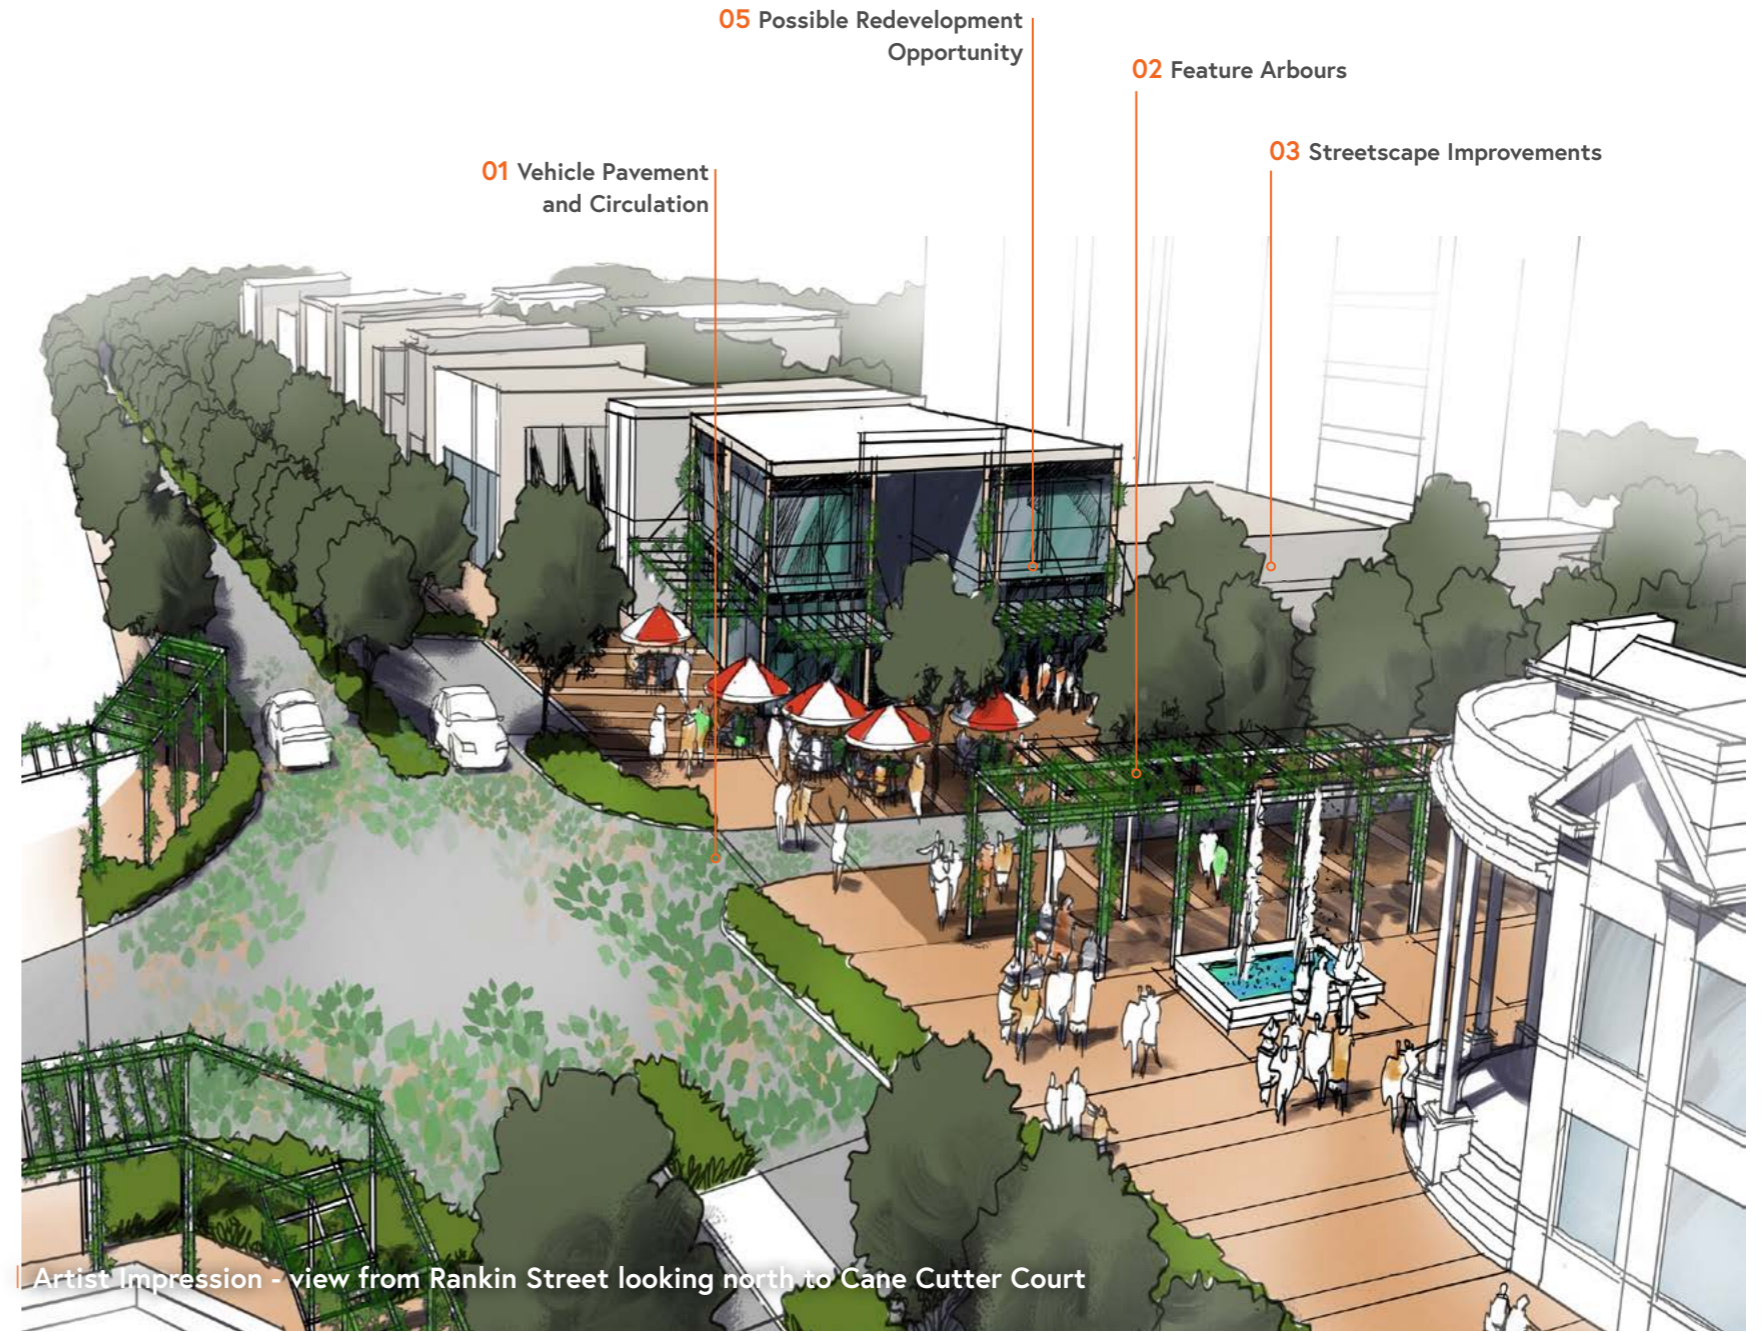 05 Possible Redevelopment
Opportunity
02 Feature Arbours
03 Streetscape Improvements
01 Vehicle Pavement
and Circulation
Artist Impression - view from Rankin Street looking north to Cane Cutter Court